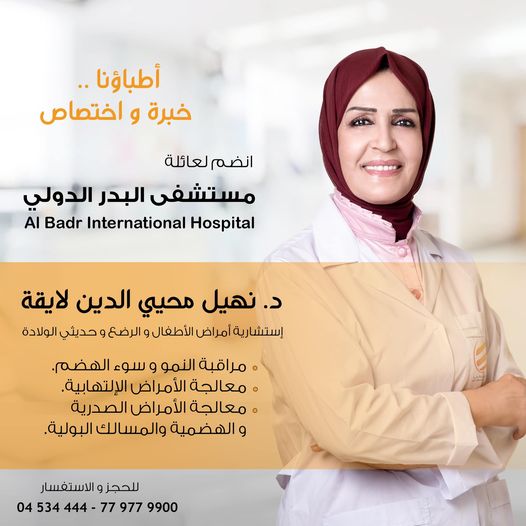 أطباؤنا ..
خبرة و اختصاص
انضم لعائلة
مستشفى البدر الدولي
Al Badr International Hospital
د. نهيل محيي الدين لايقة
إستشارية أمراض الأطفال و الرضع و حديثي الولادة
مراقبة النمو و سوء الهضم.
معالجة الأمراض الإلتهابية.
معالجة الأمراض الصدرية
و الهضمية والمسالك البولية.
للحجز و الاستفسار
04 534 444 - 77 977 9900